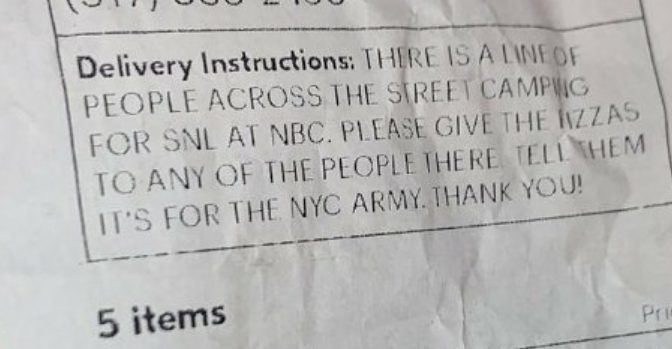 Delivery Instructions: THERE IS A LINE OF
PEOPLE ACROSS THE STREET CAMPING
FOR SNL AT NBC. PLEASE GIVE THE PIZZAS
TO ANY OF THE PEOPLE THERE. TELL THEM
IT'S FOR THE NYC ARMY. THANK YOU!
5 items